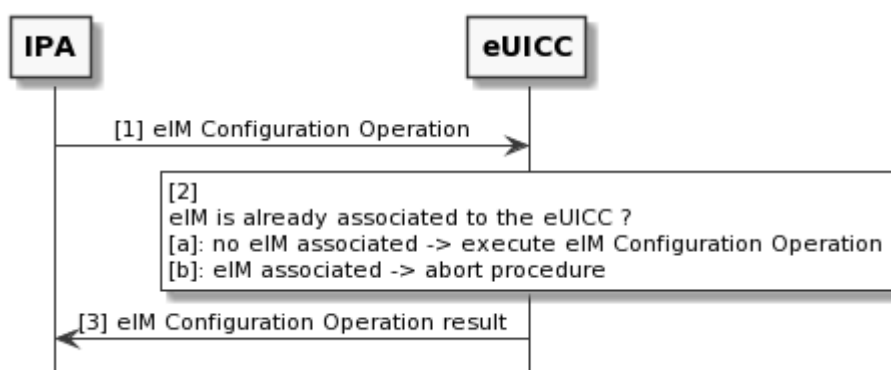 IPA
eUICC
[1] eIM Configuration Operation
[2]
eIM is already associated to the eUICC ?
[a]: no eIM associated -> execute eIM Configuration Operation
[b]: eIM associated -> abort procedure
[3] eIM Configuration Operation result